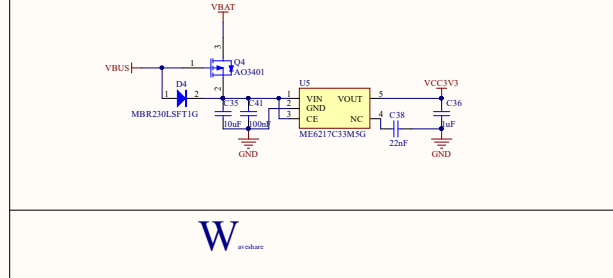 VBAT
3
Q4
VBUS
1
AO3401
2
D4
U5
VCC3V3
1
2
C35
C41
1
VIN
VOUT
5
C36
2
GND
MBR230LSFT1G
10uF
100nF
3
CE
NC
4
C38
1uF
ME6217C33M5G
GND
22nF
GND
Waveshare